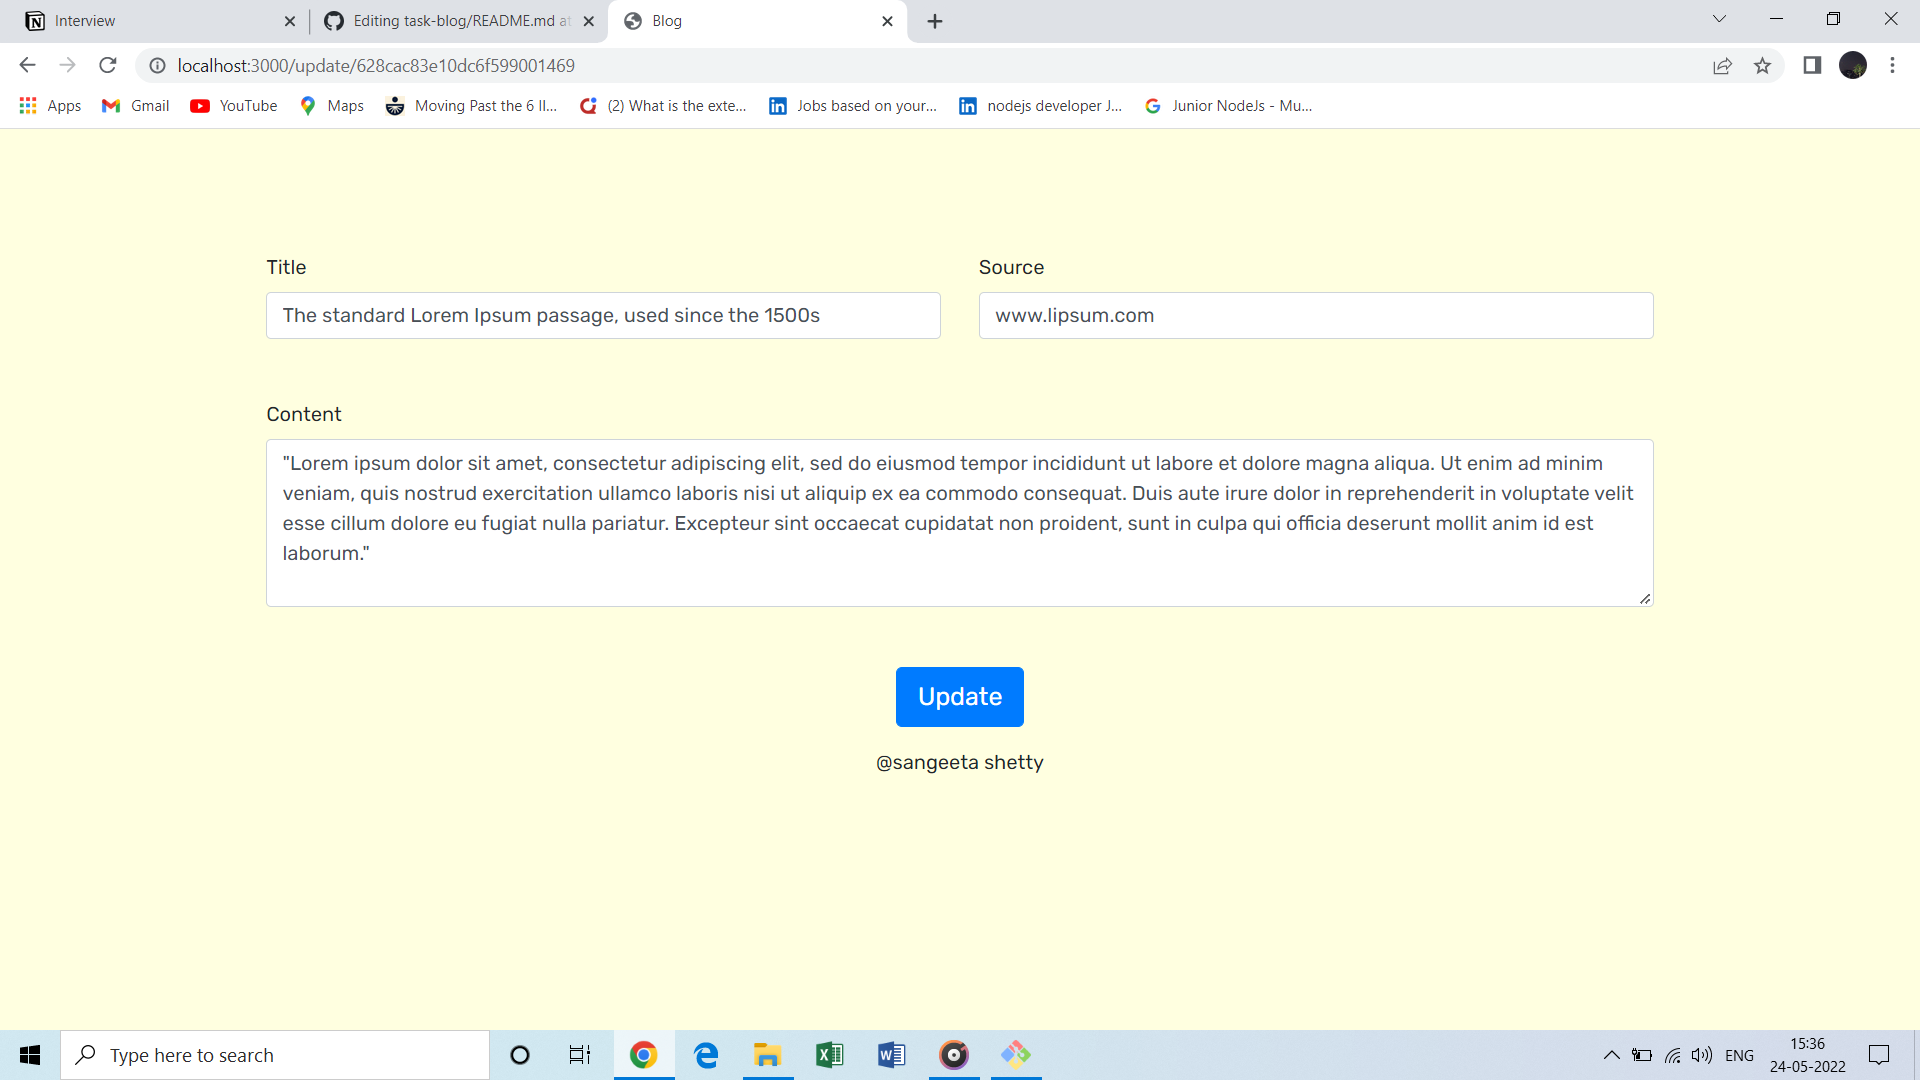 Interview
Editing task-blog/README.md at
Blog
localhost:3000/update/628cac83e10dc6f599001469
Apps
Gmail
YouTube
Maps
Moving Past the 6 II...
(2) What is the exte...
Jobs based on your...
nodejs developer J...
Junior NodeJs - Mu...
Title
Source
The standard Lorem Ipsum passage, used since the 1500s
www.lipsum.com
Content
"Lorem ipsum dolor sit amet, consectetur adipiscing elit, sed do eiusmod tempor incididunt ut labore et dolore magna aliqua. Ut enim ad minim
veniam, quis nostrud exercitation ullamco laboris nisi ut aliquip ex ea commodo consequat. Duis aute irure dolor in reprehenderit in voluptate velit
esse cillum dolore eu fugiat nulla pariatur. Excepteur sint occaecat cupidatat non proident, sunt in culpa qui officia deserunt mollit anim id est
laborum."
Update
@sangeeta shetty
Type here to search
ENG
15:36
24-05-2022